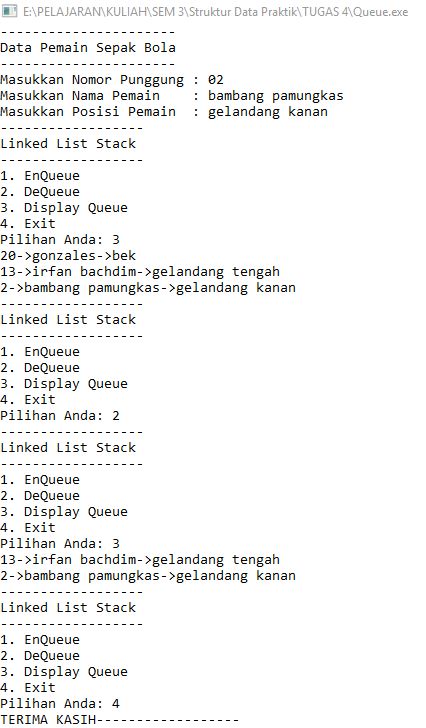 E:\PELAJARAN\KULIAH\SEM 3\Struktur Data Praktik\TUGAS 4\Queue.exe
----------------------
Data Pemain Sepak Bola
----------------------
Masukkan Nomor Punggung : 02
Masukkan Nama Pemain    : bambang pamungkas
Masukkan Posisi Pemain  : gelandang kanan
------------------
Linked List Stack
------------------
1. EnQueue
2. DeQueue
3. Display Queue
4. Exit
Pilihan Anda: 3
20->gonzales->bek
13->irfan bachdim->gelandang tengah
2->bambang pamungkas->gelandang kanan
------------------
Linked List Stack
------------------
1. EnQueue
2. DeQueue
3. Display Queue
4. Exit
Pilihan Anda: 2
------------------
Linked List Stack
------------------
1. EnQueue
2. DeQueue
3. Display Queue
4. Exit
Pilihan Anda: 3
13->irfan bachdim->gelandang tengah
2->bambang pamungkas->gelandang kanan
------------------
Linked List Stack
------------------
1. EnQueue
2. DeQueue
3. Display Queue
4. Exit
Pilihan Anda: 4
TERIMA KASIH------------------